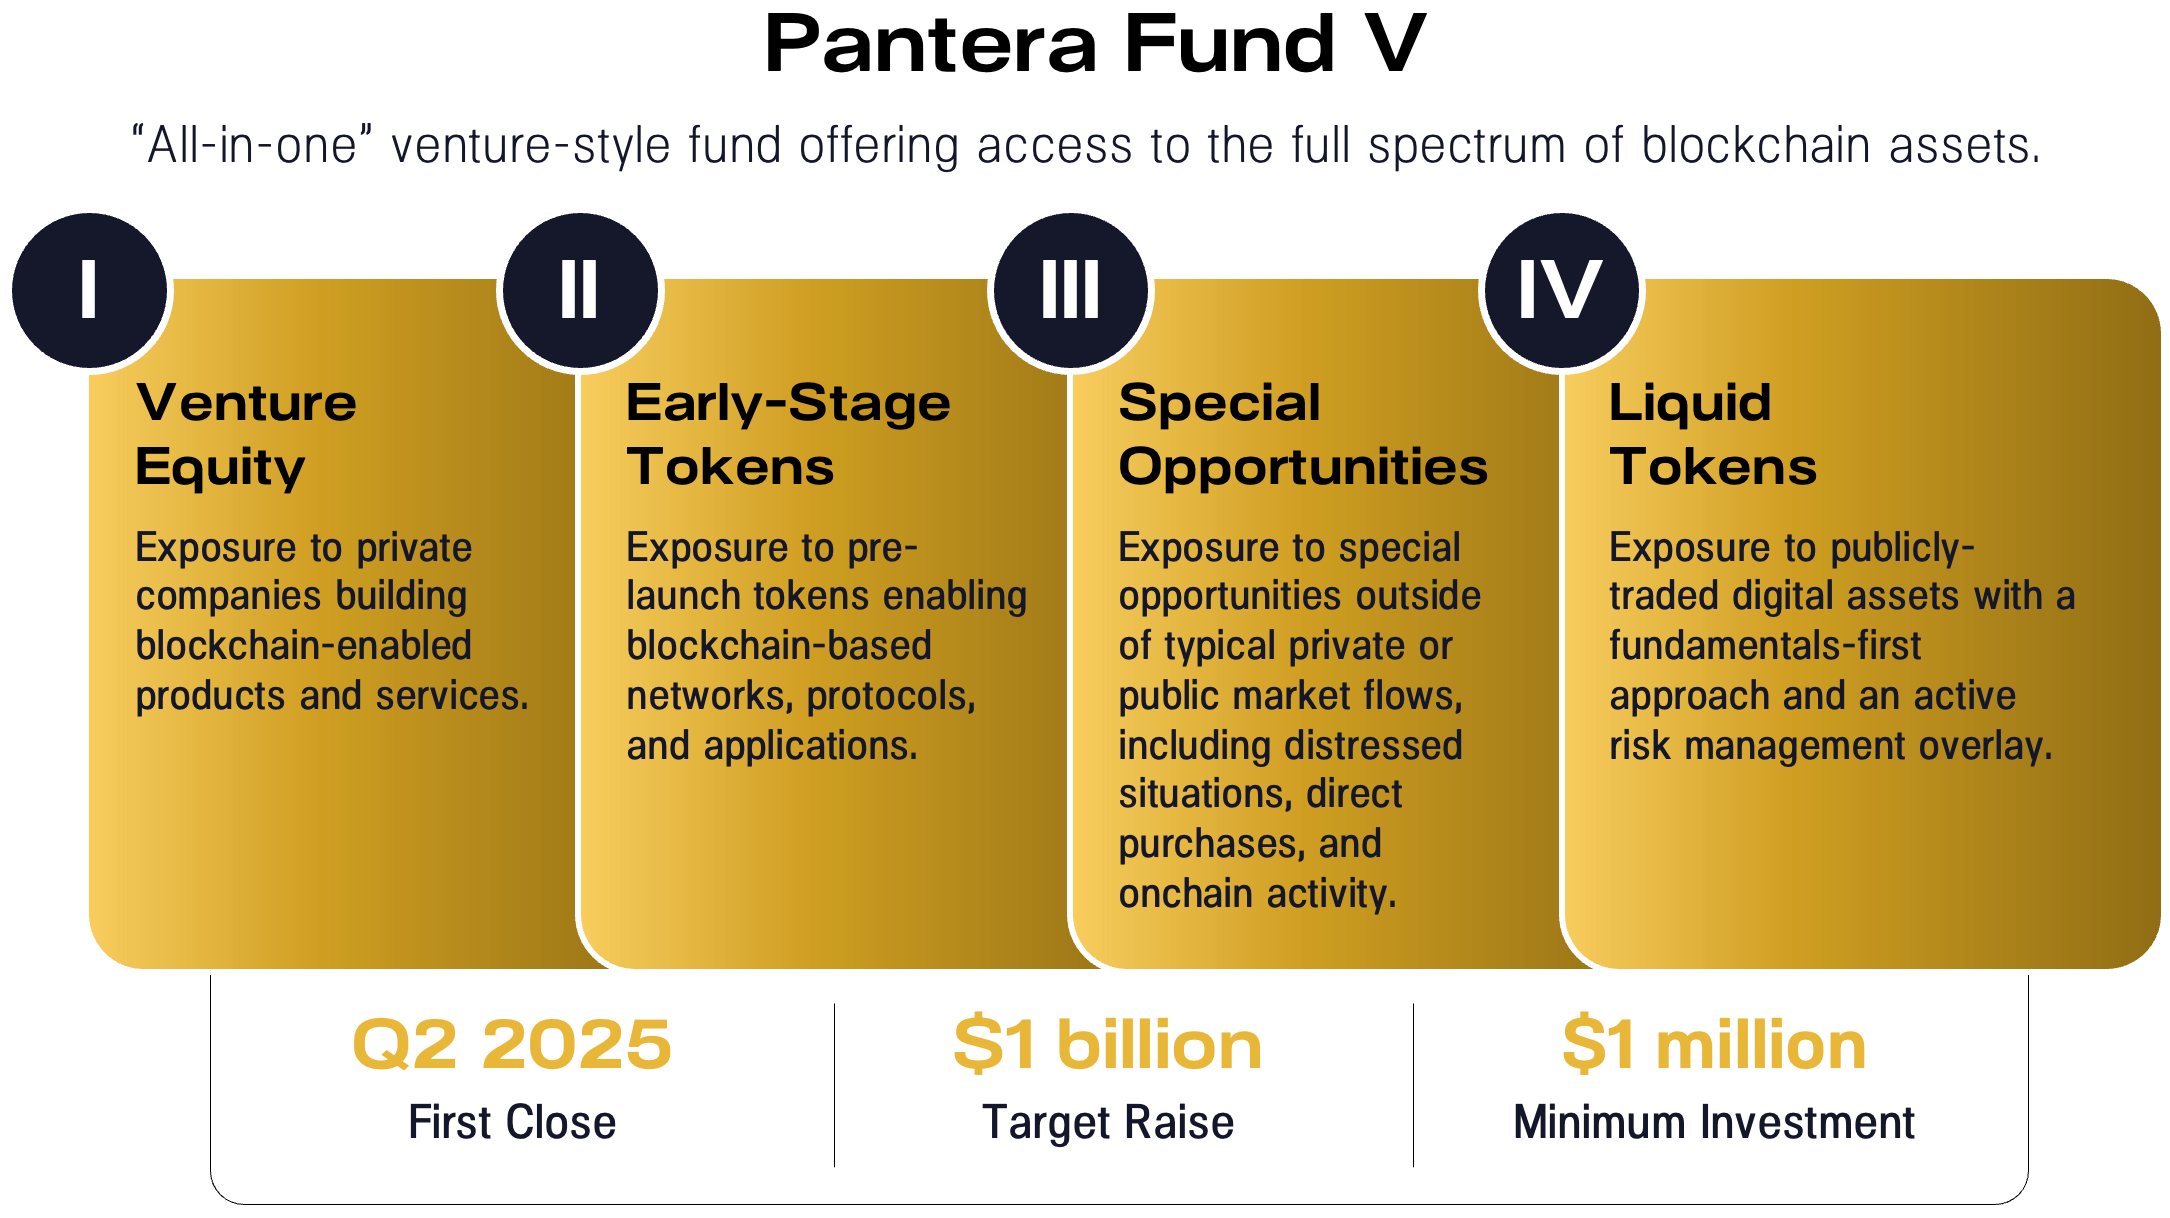 Pantera Fund V
“All-in-one” venture-style fund offering access to the full spectrum of blockchain assets.
I
Venture
Equity
Exposure to private
companies building
blockchain-enabled
products and services.
II
Early-Stage
Tokens
Exposure to pre-
launch tokens enabling
blockchain-based
networks, protocols,
and applications.
III
Special
Opportunities
Exposure to special
opportunities outside
of typical private or
public market flows,
including distressed
situations, direct
purchases, and
onchain activity.
IV
Liquid
Tokens
Exposure to publicly-
traded digital assets with a
fundamentals-first
approach and an active
risk management overlay.
Q2 2025
First Close
$1 billion
Target Raise
$1 million
Minimum Investment